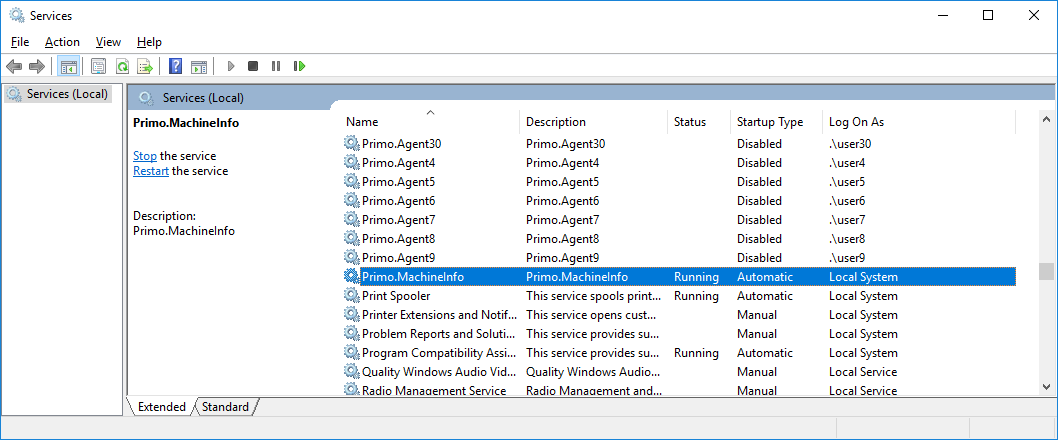 Services
File Action View Help
Services (Local)
Services (Local)
Primo.MachineInfo
Stop the service
Restart the service
Description:
Primo.MachineInfo
Name Description Status Startup Type Log On As
Primo.Agent30 Primo.Agent30 Disabled .\user30
Primo.Agent4 Primo.Agent4 Disabled .\user4
Primo.Agent5 Primo.Agent5 Disabled .\user5
Primo.Agent6 Primo.Agent6 Disabled .\user6
Primo.Agent7 Primo.Agent7 Disabled .\user7
Primo.Agent8 Primo.Agent8 Disabled .\user8
Primo.Agent9 Primo.Agent9 Disabled .\user9
Primo.MachineInfo Primo.MachineInfo Running Automatic Local System
Print Spooler This service spools print... Running Automatic Local System
Printer Extensions and Notif... This service opens cust... Manual Local System
Problem Reports and Soluti... This service provides su... Manual Local System
Program Compatibility Assi... This service provides su... Running Automatic Local System
Quality Windows Audio Vid... Quality Windows Audio... Manual Local Service
Radio Management Service Radio Management and... Manual Local Service
Extended Standard